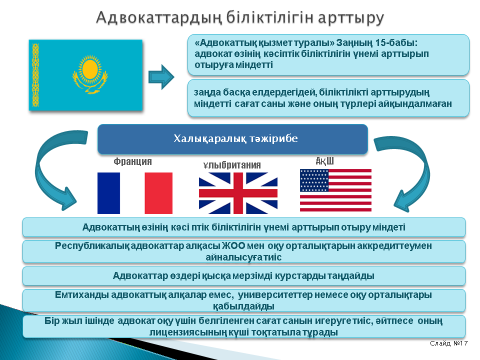 Адвокаттардың біліктілігін арттыру
«Адвокаттық қызмет туралы» Заңның 15-бабы:
адвокат өзінің кәсіптік біліктілігін үнемі арттырып
отыруға міндетті
заңда басқа елдердегідей, біліктілікті арттырудың
міндетті сағат саны және оның түрлері айқындалмаған
Халықаралық тәжірибе
Франция
ұлыбритания
АҚШ
Адвокаттың өзінің кәсі птік біліктілігін үнемі арттырып отыру міндеті
Республикалық адвокаттар алқасы ЖОО мен оқу орталықтарын аккредиттеумен
айналысуға тиіс
Адвокаттар өздері қысқа мерзімді курстарды таңдайды
Емтиханды адвокаттық алқалар емес, университеттер немесе оқу орталықтары
қабылдайды
Бір жыл ішінде адвокат оқу үшін белгіленген сағат санын игеруге тиіс, әйтпесе оның
лицензиясының күші тоқтатыла тұрады
Слайд №17